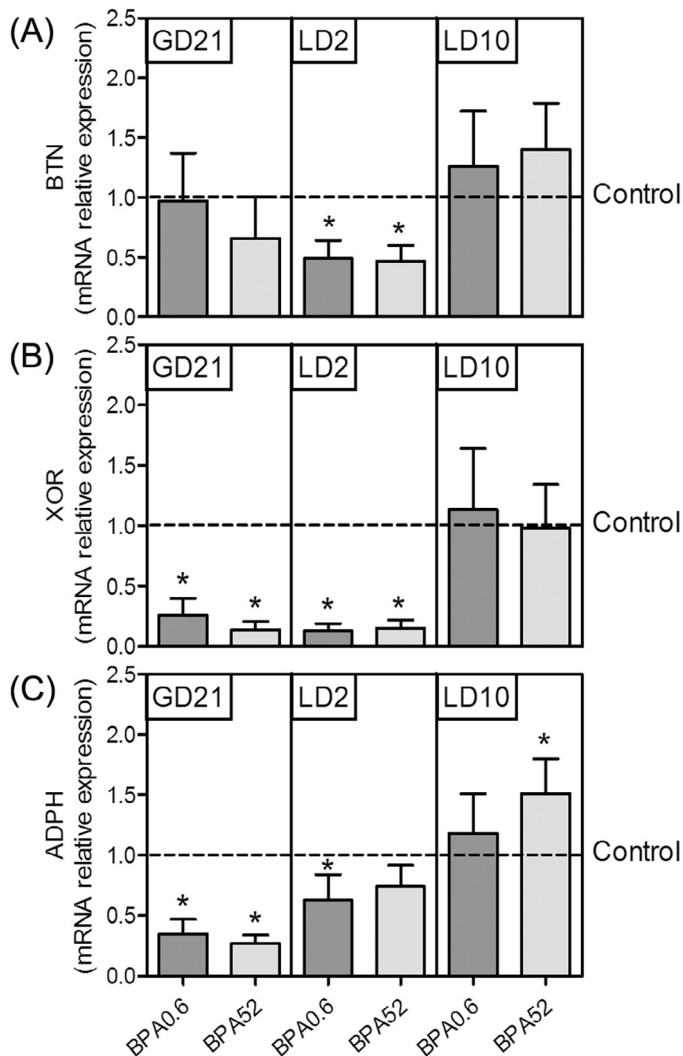 (A)
BTN
(mRNA relative expression)
2.5
2.0
1.5
1.0
0.5
0.0
GD21 LD2 LD10
* *
Control
(B)
XOR
(mRNA relative expression)
2.5
2.0
1.5
1.0
0.5
0.0
GD21 LD2 LD10
* * * *
Control
(C)
ADPH
(mRNA relative expression)
2.5
2.0
1.5
1.0
0.5
0.0
GD21 LD2 LD10
* * * *
Control
BPA0.6 BPA52 BPA0.6 BPA52 BPA0.6 BPA52